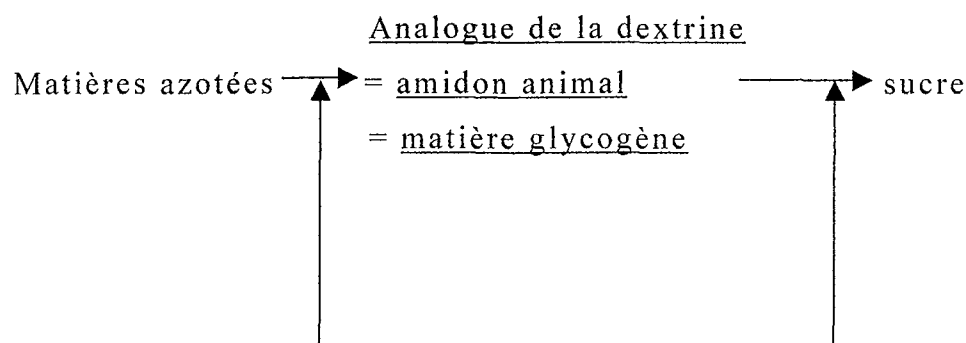 Analogue de la dextrine
Matières azotées = amidon animal sucre
= matière glycogène